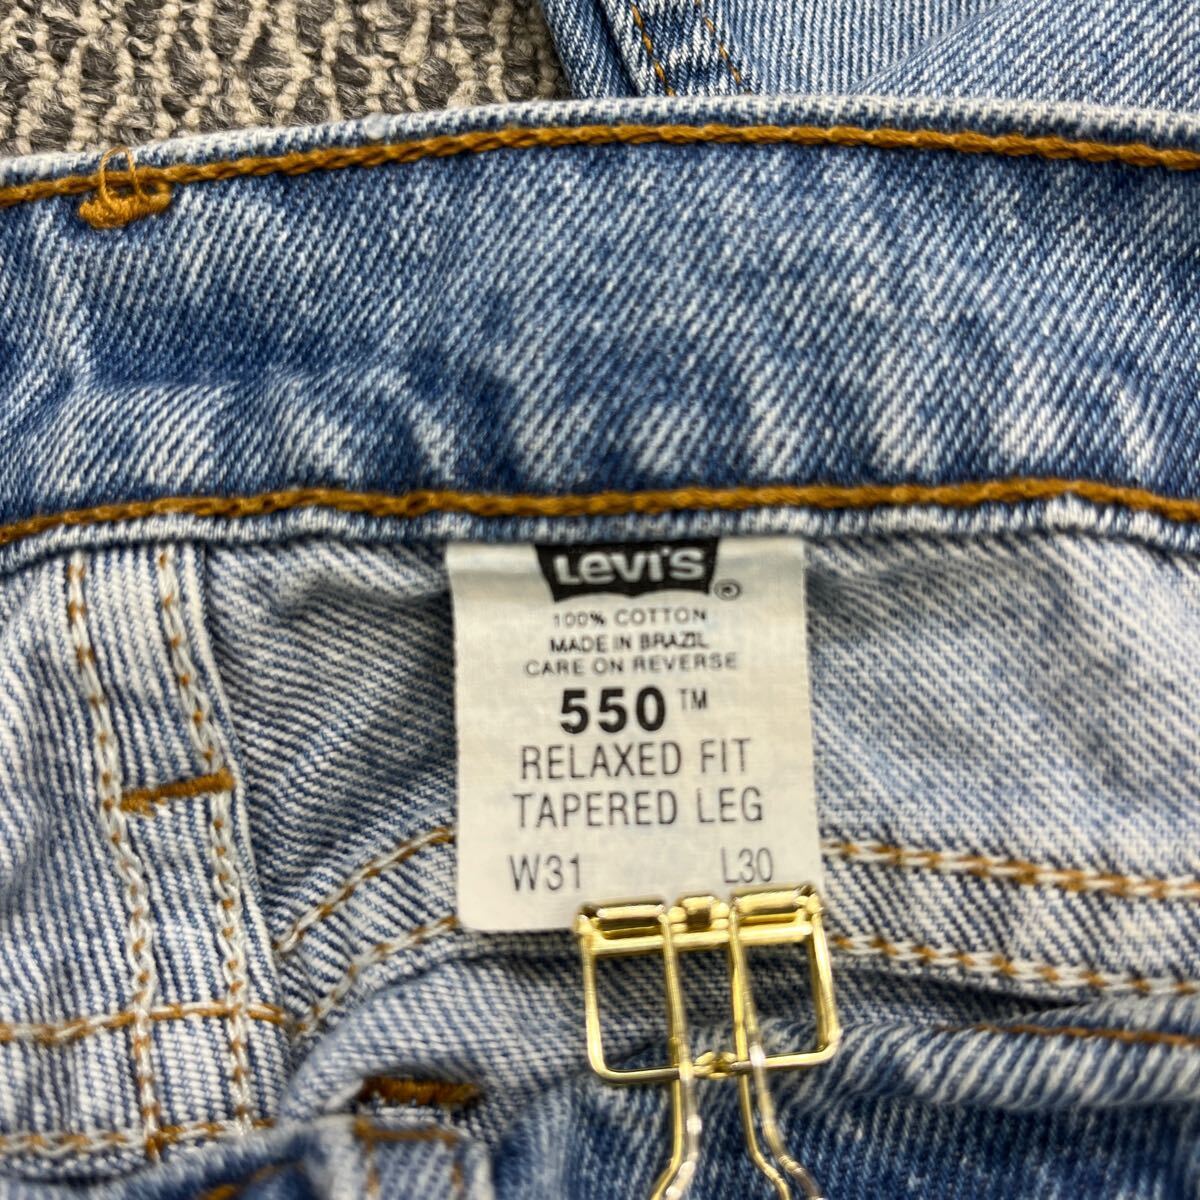 Levi's ®
100% COTTON
MADE IN BRAZIL
CARE ON REVERSE
550 ™
RELAXED FIT
TAPERED LEG
W31 L30